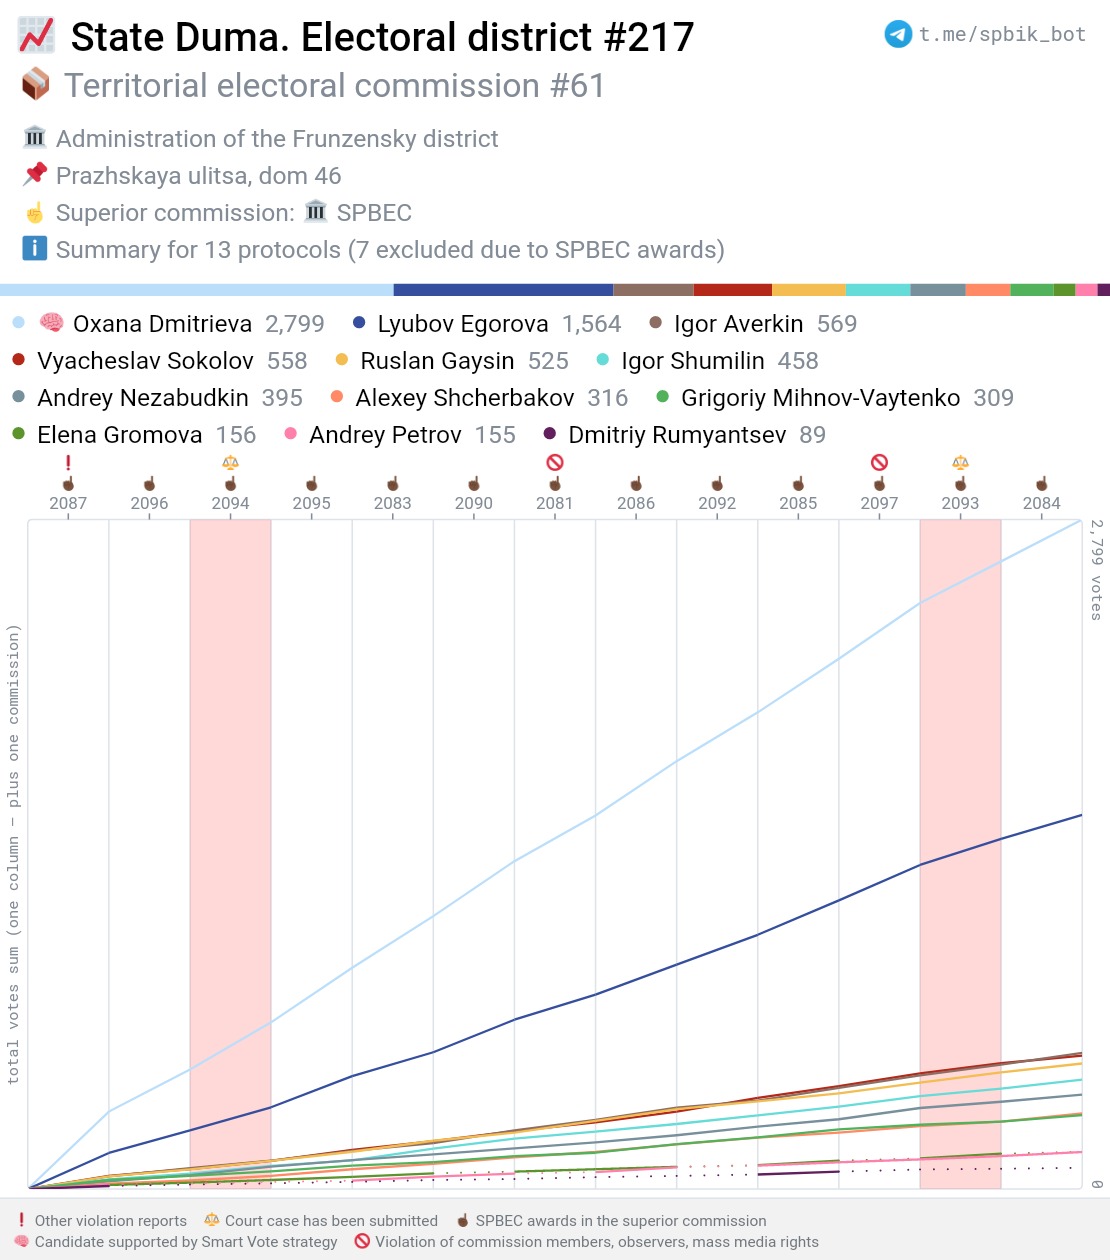 State Duma. Electoral district #217
t.me/spbik_bot
Territorial electoral commission #61
Administration of the Frunzensky district
Prazhskaya ulitsa, dom 46
Superior commission: SPBEC
Summary for 13 protocols (7 excluded due to SPBEC awards)
Oxana Dmitrieva 2,799 Lyubov Egorova 1,564 Igor Averkin 569
Vyacheslav Sokolov 558 Ruslan Gaysin 525 Igor Shumilin 458
Andrey Nezabudkin 395 Alexey Shcherbakov 316 Grigoriy Mihnov-Vaytenko 309
Elena Gromova 156 Andrey Petrov 155 Dmitriy Rumyantsev 89
2087 2096 2094 2095 2083 2090 2081 2086 2092 2085 2097 2093 2084
2,799 votes
total votes sum (one column – plus one commission)
0
Other violation reports Court case has been submitted SPBEC awards in the superior commission
Candidate supported by Smart Vote strategy Violation of commission members, observers, mass media rights